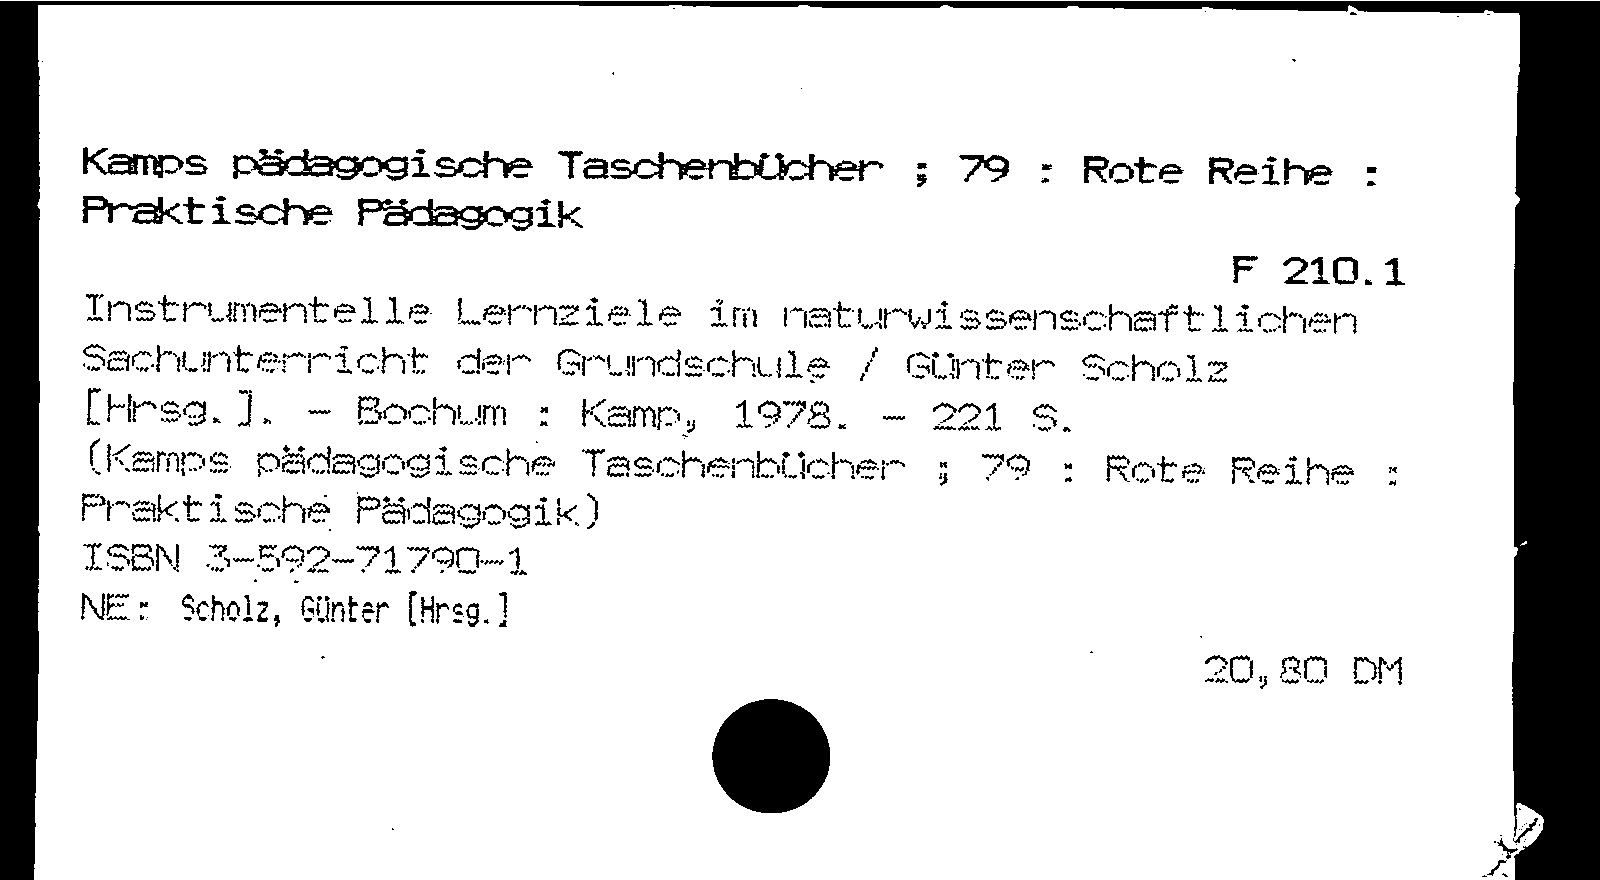 Kamps pädagogische Taschenbücher ; 79 : Rote Reihe :
Praktische Pädagogik
F 210.1
Instrumentelle Lernziele im naturwissenschaftlichen
Sachunterricht der Grundschule / Günter Scholz
[Hrsg.]. - Bochum : Kamp, 1978. - 221 S.
(Kamps pädagogische Taschenbücher ; 79 : Rote Reihe :
Praktische Pädagogik)
ISBN 3-592-71790-1
NE: Scholz, Günter [Hrsg.]
20,80 DM